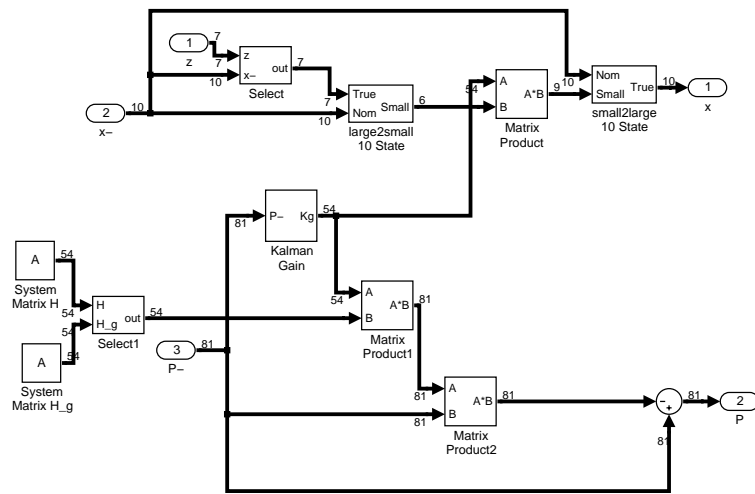 1
z
7
7
z
x−
out
Select
7
10
2
x−
10
7
10
True
Nom
Small
large2small
10 State
6
54
A
B
A*B
Matrix
Product
9
10
Nom
Small
True
small2large
10 State
10
1
x
81
P−
Kg
Kalman
Gain
54
A
System
Matrix H
54
54
54
H
H_g
out
Select1
54
A
System
Matrix H_g
54
3
P−
81
54
A
B
A*B
Matrix
Product1
81
81
81
A
B
A*B
Matrix
Product2
81
−
+
81
81
2
P